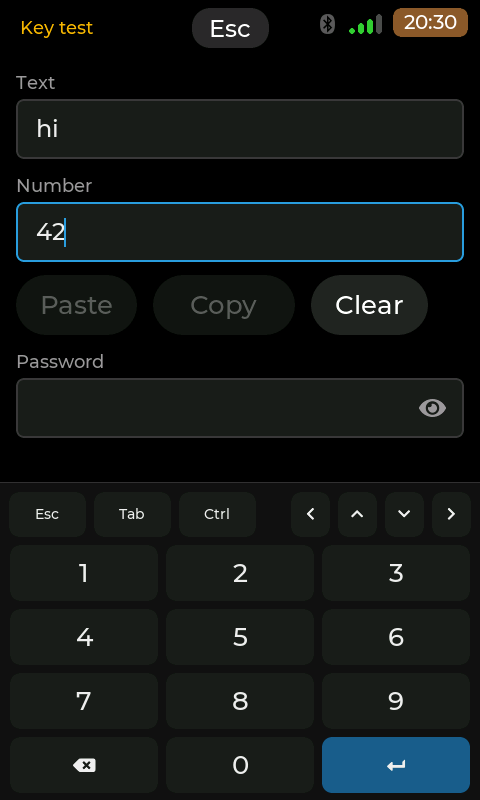 Key test
Esc
20:30
Text
hi
Number
42
Paste Copy Clear
Password
Esc Tab Ctrl
1 2 3
4 5 6
7 8 9
0